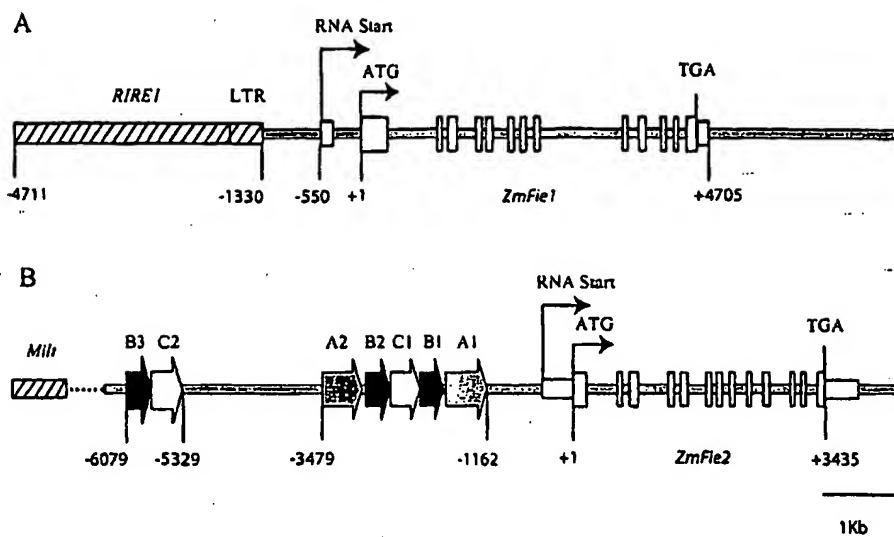 A
RNA Start
ATG
TGA
RIRE1 LTR
-4711 -1330 -550 +1 ZmFie1 +4705
B
RNA Start
ATG
TGA
B3 C2 A2 B2 C1 B1 A1
-6079 -5329 -3479 -1162 +1 ZmFie2 +3435
1Kb